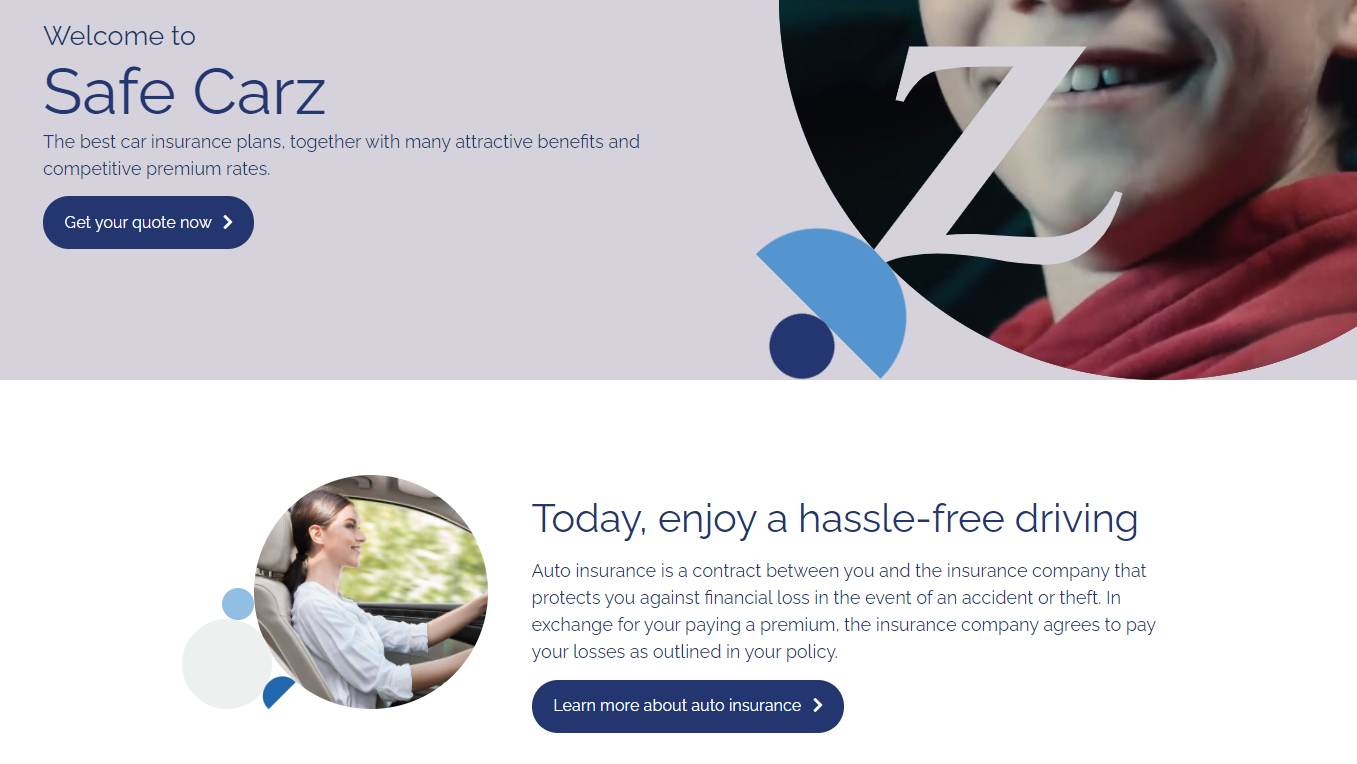 Welcome to
Safe Carz
The best car insurance plans, together with many attractive benefits and
competitive premium rates.
Get your quote now
Z
Today, enjoy a hassle-free driving
Auto insurance is a contract between you and the insurance company that
protects you against financial loss in the event of an accident or theft. In
exchange for your paying a premium, the insurance company agrees to pay
your losses as outlined in your policy.
Learn more about auto insurance